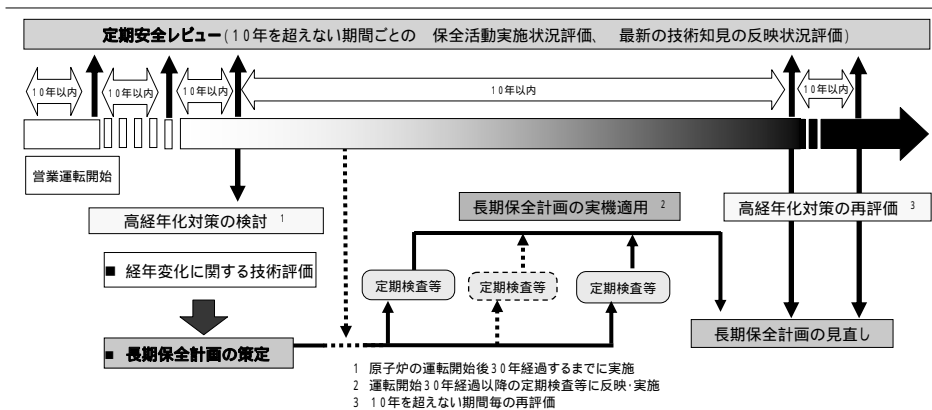 定期安全レビュー(10年を超えない期間ごとの 保全活動実施状況評価、 最新の技術知見の反映状況評価)
10年以内
10年以内
10年以内
10年以内
10年以内
営業運転開始
高経年化対策の検討 1
長期保全計画の実機適用 2
高経年化対策の再評価 3
■ 経年変化に関する技術評価
定期検査等
定期検査等
定期検査等
■ 長期保全計画の策定
長期保全計画の見直し
1 原子炉の運転開始後30年経過するまでに実施
2 運転開始30年経過以降の定期検査等に反映・実施
3 10年を超えない期間毎の再評価